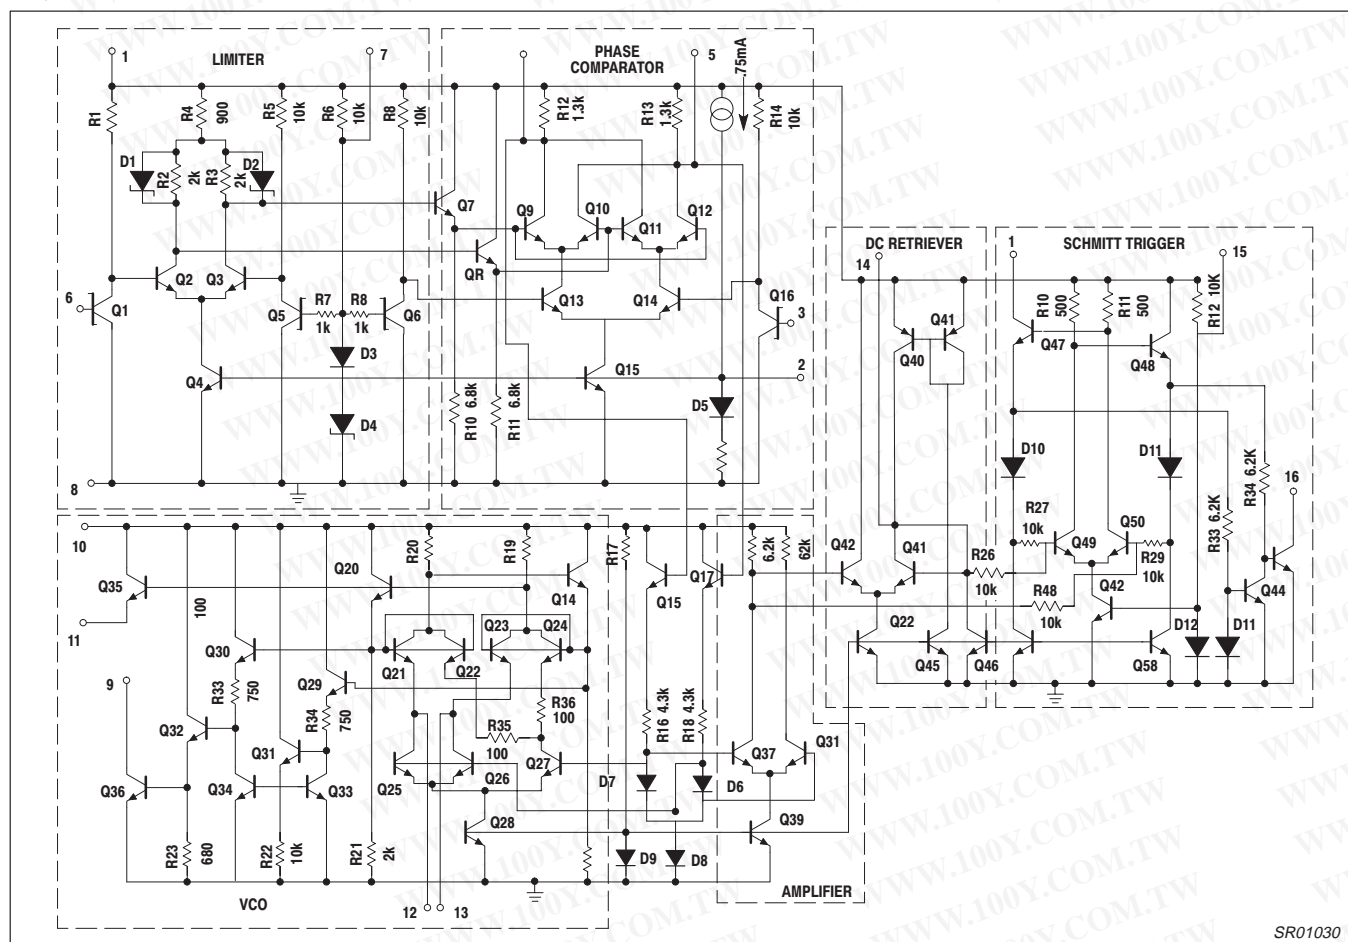 LIMITER
PHASE
COMPARATOR
1
7
5
.75mA
R1
R4
900
R5
10k
R6
10k
R8
10k
R12
1.3k
R13
1.3k
R14
10k
D1
R2
2k
R3
2k
D2
Q7
Q9
Q10
Q11
Q12
QR
Q2
Q3
6
Q1
Q5
R7
1k
R8
1k
Q6
Q13
Q14
Q16
3
D3
Q4
Q15
2
D4
R10 6.8k
R11 6.8k
D5
8
DC RETRIEVER
14
SCHMITT TRIGGER
1
15
R10
500
R11
500
R12 10K
Q41
Q40
Q47
Q48
D10
D11
R34 6.2K
16
R27
10k
R33 6.2K
Q49
Q50
R29
10k
Q42
Q41
R26
10k
R48
10k
Q42
Q44
Q22
Q45
Q46
Q58
D12
D11
10
Q35
100
11
Q20
R20
R19
Q14
R17
Q15
Q17
6.2k
62k
Q30
Q21
Q22
Q23
Q24
9
R33
750
Q29
R34
750
Q32
Q31
R35
100
R36
100
R16 4.3k
R18 4.3k
Q37
Q31
Q36
Q34
Q33
Q25
Q26
Q27
D7
D6
Q28
Q39
R23
680
R22
10k
R21
2k
D9
D8
VCO
12
13
AMPLIFIER
SR01030
WWW.100Y.COM.TW